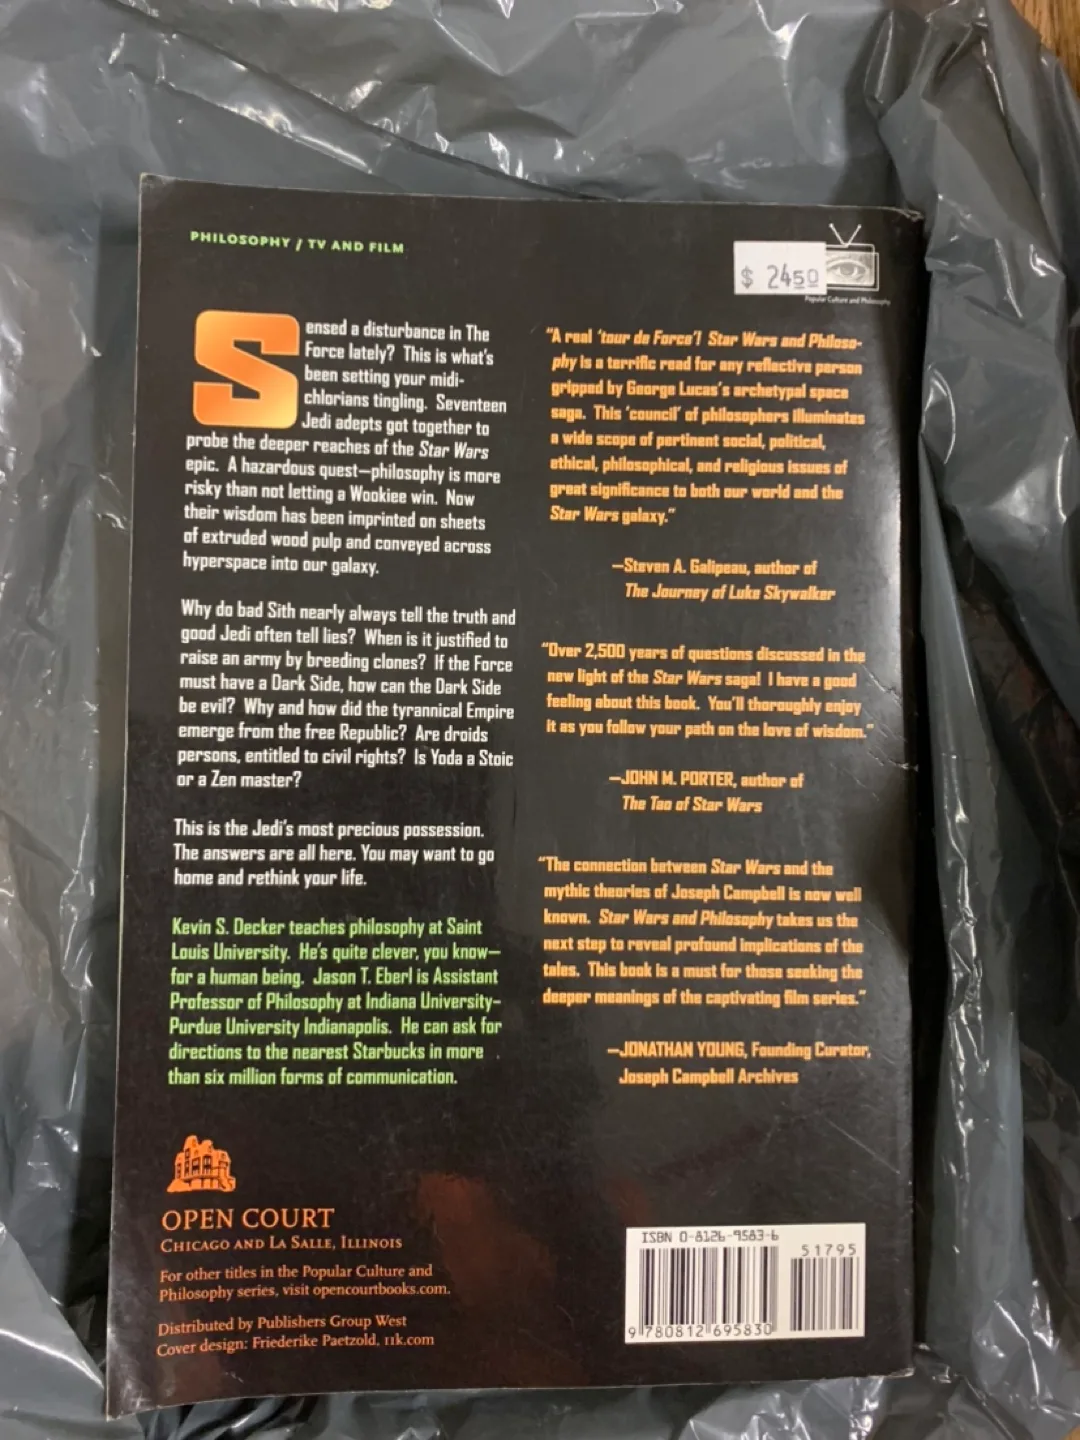 PHILOSOPHY / TV AND FILM
$ 24 50
Popular Culture and Philosophy
Sensed a disturbance in The
Force lately? This is what's
been setting your midi-
chlorians tingling. Seventeen
Jedi adepts got together to
probe the deeper reaches of the Star Wars
epic. A hazardous quest—philosophy is more
risky than not letting a Wookiee win. Now
their wisdom has been imprinted on sheets
of extruded wood pulp and conveyed across
hyperspace into our galaxy.
Why do bad Sith nearly always tell the truth and
good Jedi often tell lies? When is it justified to
raise an army by breeding clones? If the Force
must have a Dark Side, how can the Dark Side
be evil? Why and how did the tyrannical Empire
emerge from the free Republic? Are droids
persons, entitled to civil rights? Is Yoda a Stoic
or a Zen master?
This is the Jedi's most precious possession.
The answers are all here. You may want to go
home and rethink your life.
Kevin S. Decker teaches philosophy at Saint
Louis University. He's quite clever, you know—
for a human being. Jason T. Eberl is Assistant
Professor of Philosophy at Indiana University–
Purdue University Indianapolis. He can ask for
directions to the nearest Starbucks in more
than six million forms of communication.
"A real 'tour de Force'! Star Wars and Philoso-
phy is a terrific read for any reflective person
gripped by George Lucas's archetypal space
saga. This 'council' of philosophers illuminates
a wide scope of pertinent social, political,
ethical, philosophical, and religious issues of
great significance to both our world and the
Star Wars galaxy."
—Steven A. Galipeau, author of
The Journey of Luke Skywalker
"Over 2,500 years of questions discussed in the
new light of the Star Wars saga! I have a good
feeling about this book. You'll thoroughly enjoy
it as you follow your path on the love of wisdom."
—JOHN M. PORTER, author of
The Tao of Star Wars
"The connection between Star Wars and the
mythic theories of Joseph Campbell is now well
known. Star Wars and Philosophy takes us the
next step to reveal profound implications of the
tales. This book is a must for those seeking the
deeper meanings of the captivating film series."
—JONATHAN YOUNG, Founding Curator,
Joseph Campbell Archives
OPEN COURT
CHICAGO AND LA SALLE, ILLINOIS
For other titles in the Popular Culture and
Philosophy series, visit opencourtbooks.com.
Distributed by Publishers Group West
Cover design: Friederike Paetzold, 11k.com
ISBN 0-8126-9583-6
51795
9 780812 695830